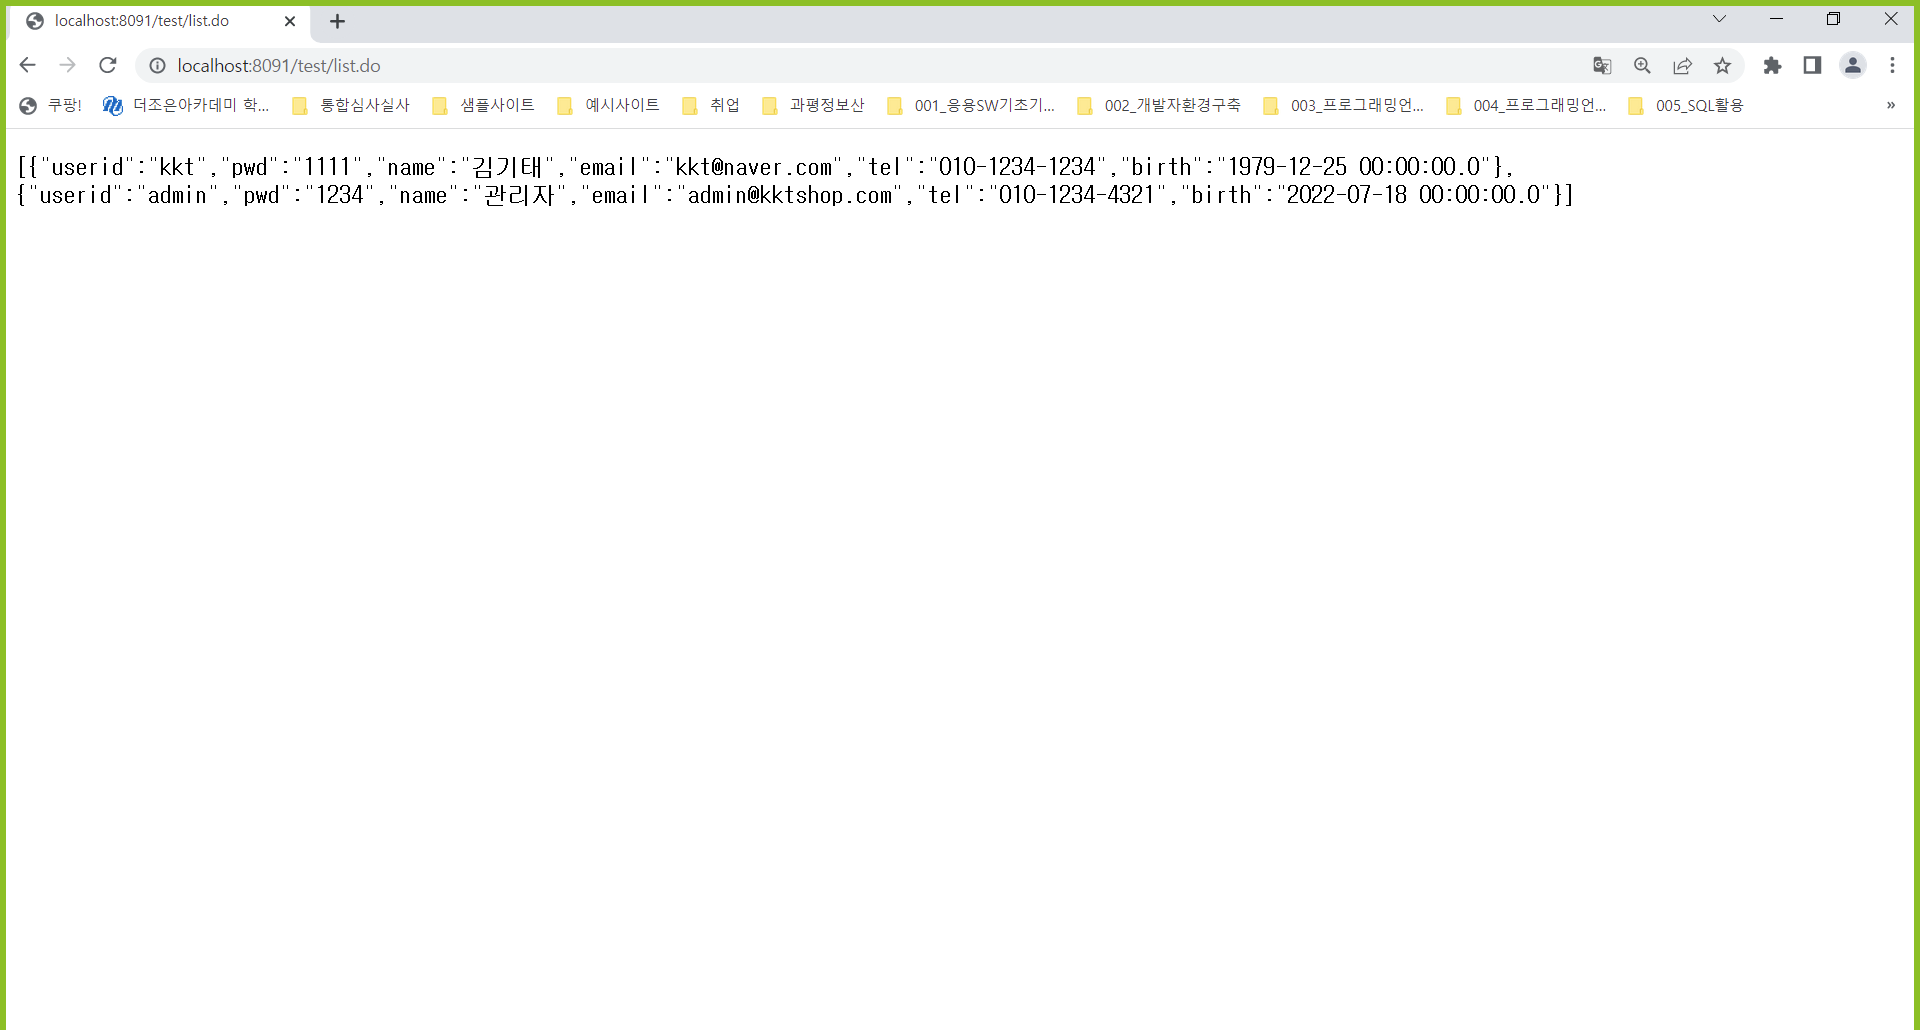 localhost:8091/test/list.do
localhost:8091/test/list.do
쿠팡! 더조은아카데미 학... 통합심사실사 샘플사이트 예시사이트 취업 과평정보산 001_응용SW기초기... 002_개발자환경구축 003_프로그래밍언... 004_프로그래밍언... 005_SQL활용 »
[{"userid":"kkt","pwd":"1111","name":"김기태","email":"kkt@naver.com","tel":"010-1234-1234","birth":"1979-12-25 00:00:00.0"},
{"userid":"admin","pwd":"1234","name":"관리자","email":"admin@kktshop.com","tel":"010-1234-4321","birth":"2022-07-18 00:00:00.0"}]